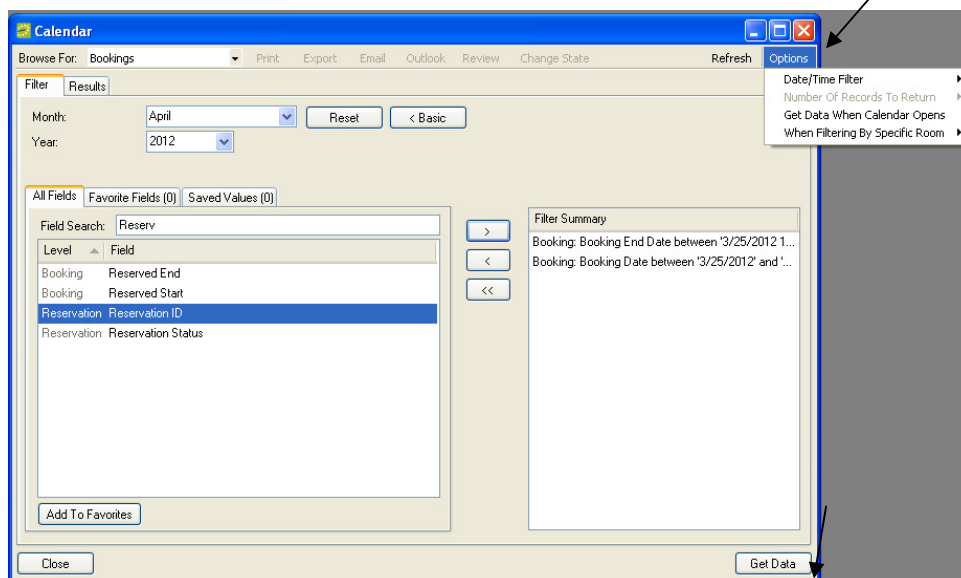 Calendar
Browse For: Bookings Print Export Email Outlook Review Change State Refresh Options
Date/Time Filter
Number Of Records To Return
Get Data When Calendar Opens
When Filtering By Specific Room
Filter Results
Month: April Reset < Basic
Year: 2012
All Fields Favorite Fields (0) Saved Values (0)
Field Search: Reserv
Level Field
Booking Reserved End
Booking Reserved Start
Reservation Reservation ID
Reservation Reservation Status
>
<
<<
Filter Summary
Booking: Booking End Date between '3/25/2012 1...
Booking: Booking Date between '3/25/2012' and '...
Add To Favorites
Close Get Data